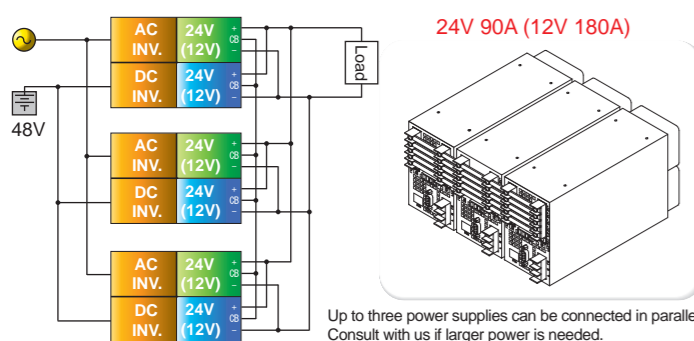 24V 90A (12V 180A)
AC INV. 24V (12V) + CB −
DC INV. 24V (12V) + CB −
Load
48V
AC INV. 24V (12V) + CB −
DC INV. 24V (12V) + CB −
AC INV. 24V (12V) + CB −
DC INV. 24V (12V) + CB −
Up to three power supplies can be connected in paralle
Consult with us if larger power is needed.